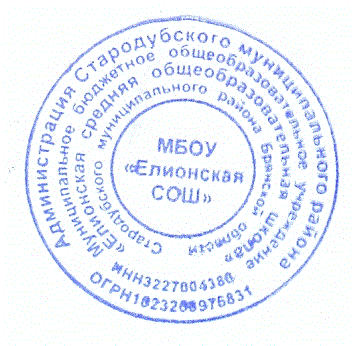 Администрация Стародубского муниципального района
Муниципальное бюджетное общеобразовательное учреждение
«Елионская средняя общеобразовательная школа»
Стародубского муниципального района Брянской области
ИНН3227004380
ОГРН1023200975831
МБОУ
«Елионская
СОШ»